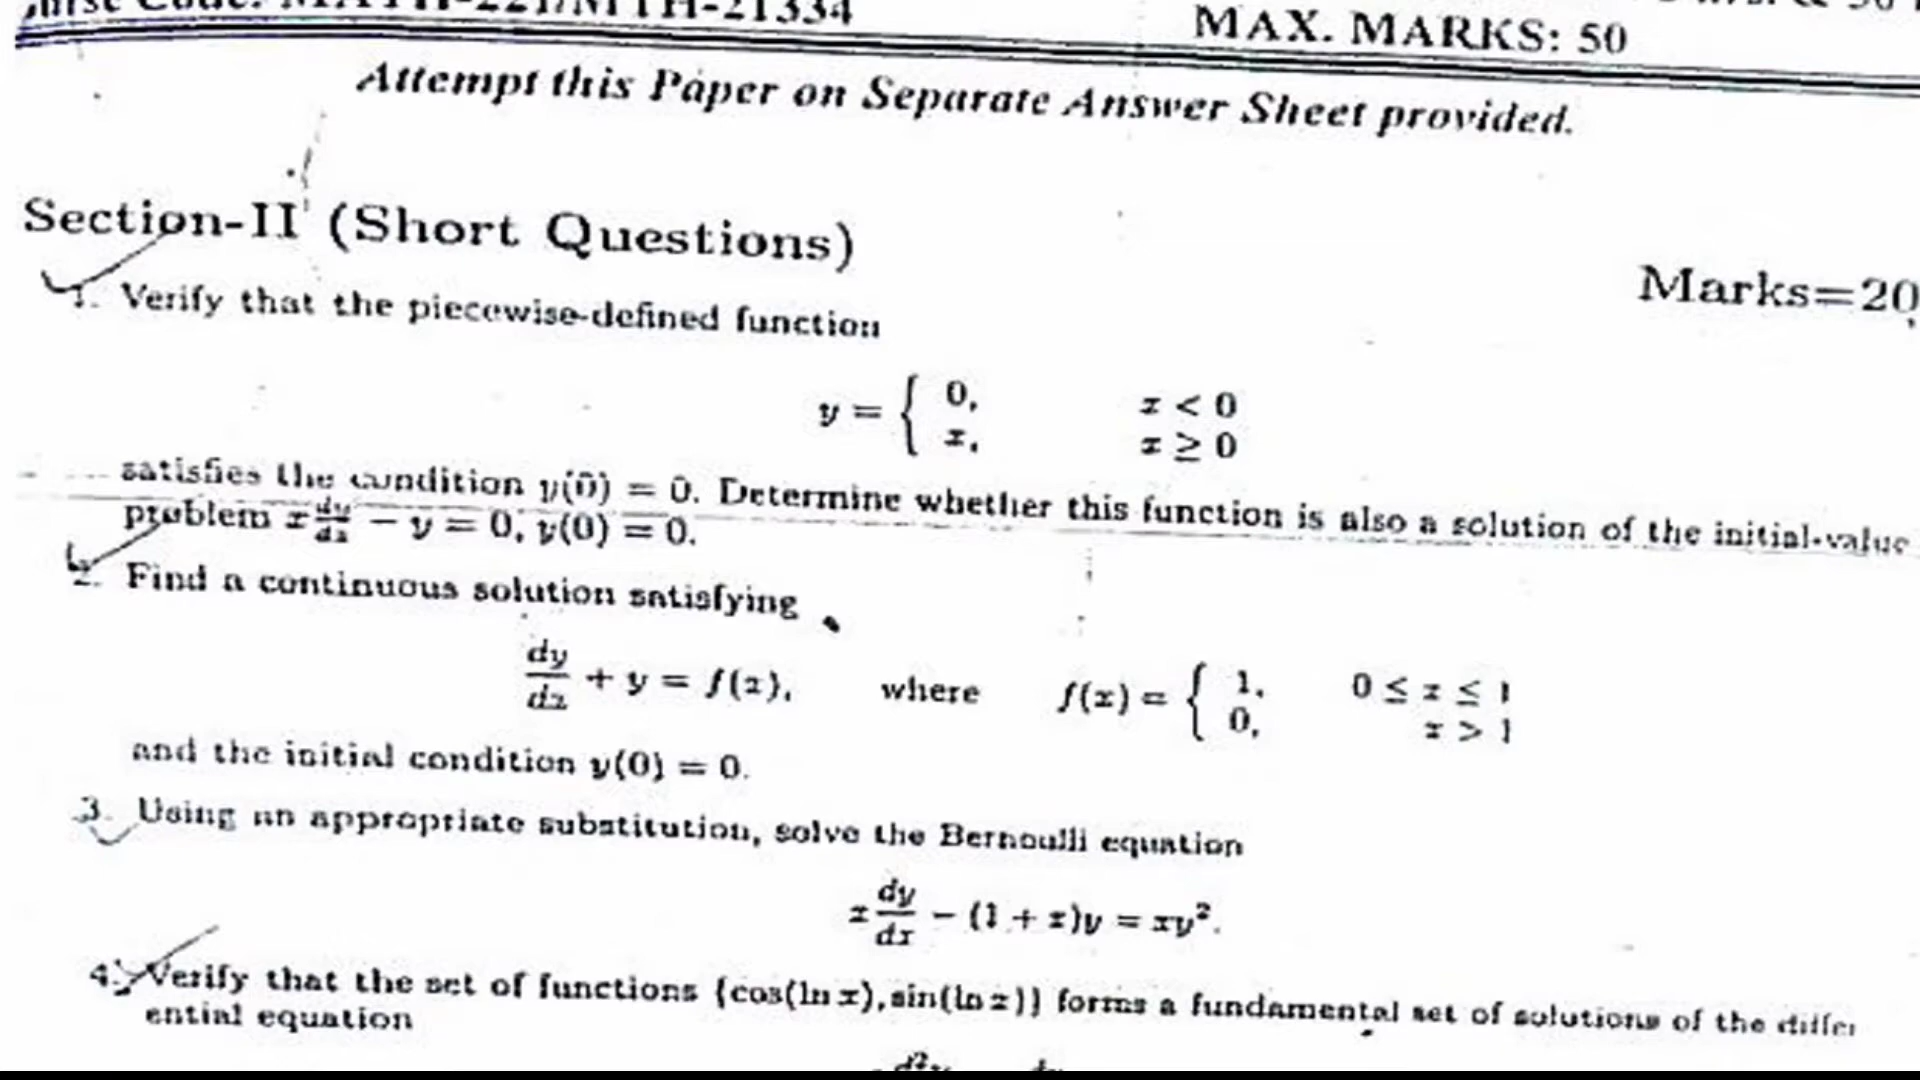 MAX. MARKS: 50
Attempt this Paper on Separate Answer Sheet provided.
Section-II (Short Questions)
Marks=20
1. Verify that the piecewise-defined function
y = { 0, x < 0
x, x ≥ 0
satisfies the condition y(0) = 0. Determine whether this function is also a solution of the initial-value
problem x dy/dx − y = 0, y(0) = 0.
2. Find a continuous solution satisfying
dy/dx + y = f(x), where f(x) = { 1, 0 ≤ x ≤ 1
0, x > 1
and the initial condition y(0) = 0.
3. Using an appropriate substitution, solve the Bernoulli equation
x dy/dx − (1 + x)y = xy².
4. Verify that the set of functions {cos(ln x), sin(ln x)} forms a fundamental set of solutions of the differ
ential equation